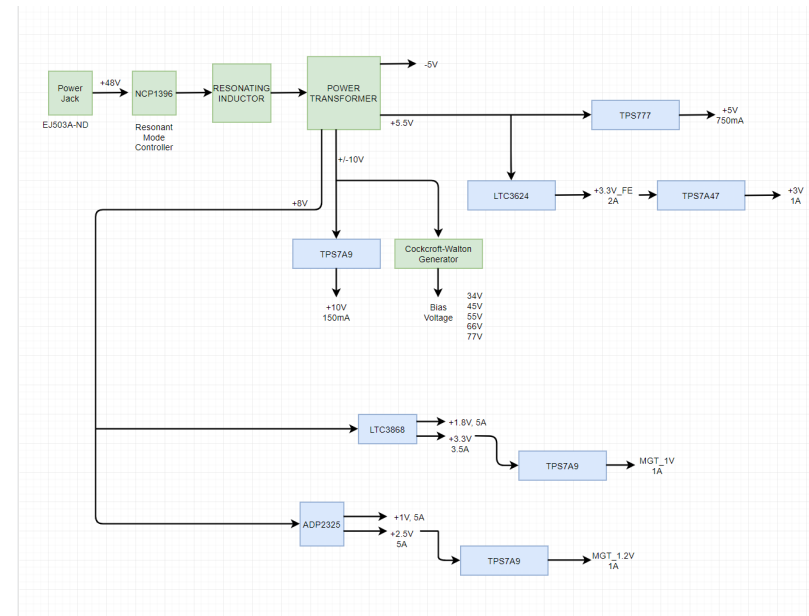 Power
Jack
EJ503A-ND
+48V
NCP1396
Resonant
Mode
Controller
RESONATING
INDUCTOR
POWER
TRANSFORMER
-5V
+5.5V
TPS777
+5V
750mA
LTC3624
+3.3V_FE
2A
TPS7A47
+3V
1A
+/-10V
+8V
TPS7A9
+10V
150mA
Cockcroft-Walton
Generator
Bias
Voltage
34V
45V
55V
66V
77V
LTC3868
+1.8V, 5A
+3.3V
3.5A
TPS7A9
MGT_1V
1A
ADP2325
+1V, 5A
+2.5V
5A
TPS7A9
MGT_1.2V
1A